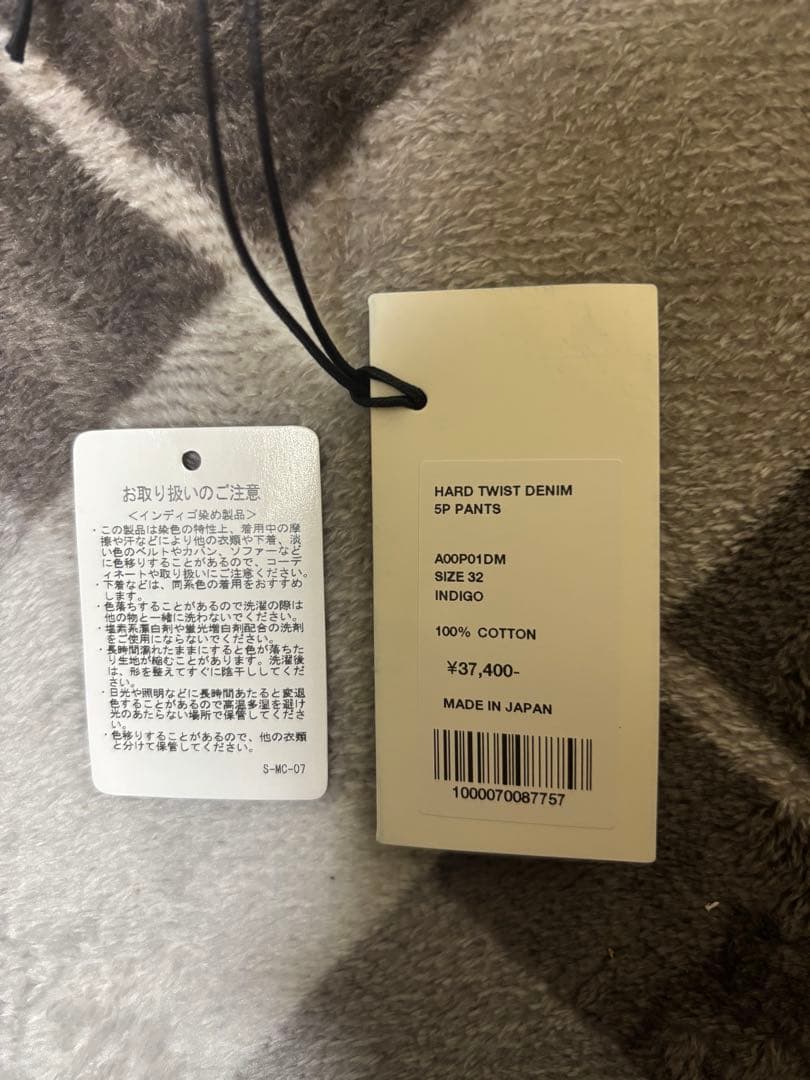 お取り扱いのご注意
<インディゴ染め製品>
・この製品は染色の特性上、着用中の摩
擦や汗などにより他の衣類や下着、淡
い色のベルトやカバン、ソファーなど
に色移りすることがあるので、コーデ
ィネートや取り扱いにご注意ください。
・下着などは、同系色の着用をおすすめ
します。
・色落ちすることがあるので洗濯の際は
他の物と一緒に洗わないでください。
・塩素系漂白剤や蛍光増白剤配合の洗剤
をご使用にならないでください。
・長時間濡れたままにすると色が落ちた
り生地が縮むことがあります。洗濯後
は、形を整えてすぐに陰干ししてくだ
さい。
・日光や照明などに長時間あたると変退
色することがあるので高温多湿を避け
光のあたらない場所で保管してくださ
い。
・色移りすることがあるので、他の衣類
と分けて保管してください。
S-MC-07
HARD TWIST DENIM
5P PANTS
A00P01DM
SIZE 32
INDIGO
100% COTTON
¥37,400-
MADE IN JAPAN
1000070087757